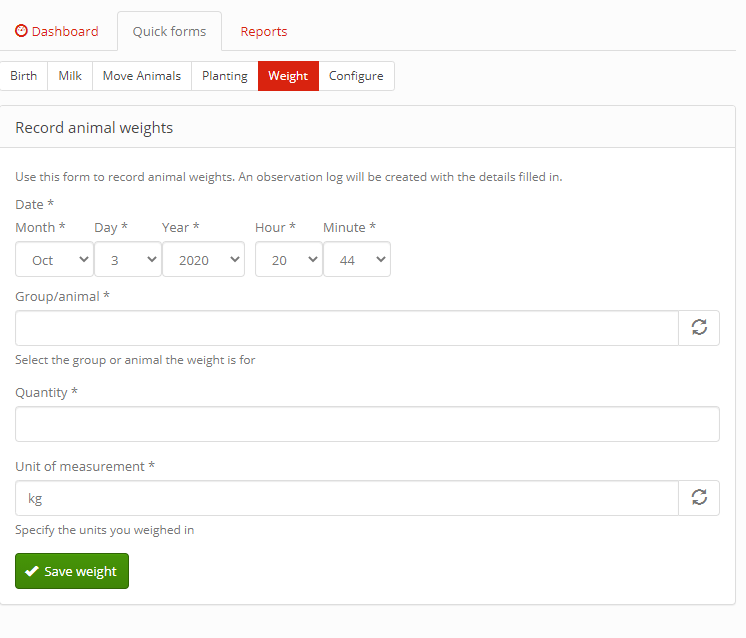 Dashboard Quick forms Reports
Birth Milk Move Animals Planting Weight Configure
Record animal weights
Use this form to record animal weights. An observation log will be created with the details filled in.
Date *
Month * Day * Year * Hour * Minute *
Oct 3 2020 20 44
Group/animal *
Select the group or animal the weight is for
Quantity *
Unit of measurement *
kg
Specify the units you weighed in
Save weight